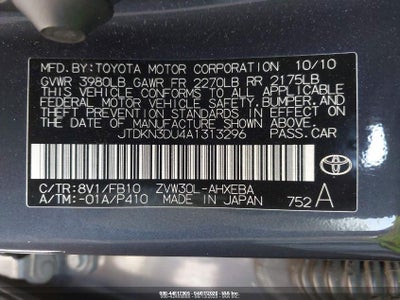 MFD.BY:TOYOTA MOTOR CORPORATION 10/10
GVWR 3980LB GAWR FR 2270LB RR 2175LB
THIS VEHICLE CONFORMS TO ALL APPLICABLE
FEDERAL MOTOR VEHICLE SAFETY,BUMPER,AND
THEFT PREVENTION STANDARDS IN EFFECT ON
THE DATE OF MANUFACTURE SHOWN ABOVE.
JTDKN3DU4A1313296 PASS.CAR
C/TR:8V1/FB10 ZVW30L-AHXEBA
A/TM:-01A/P410 MADE IN JAPAN 752 A
TOYOTA